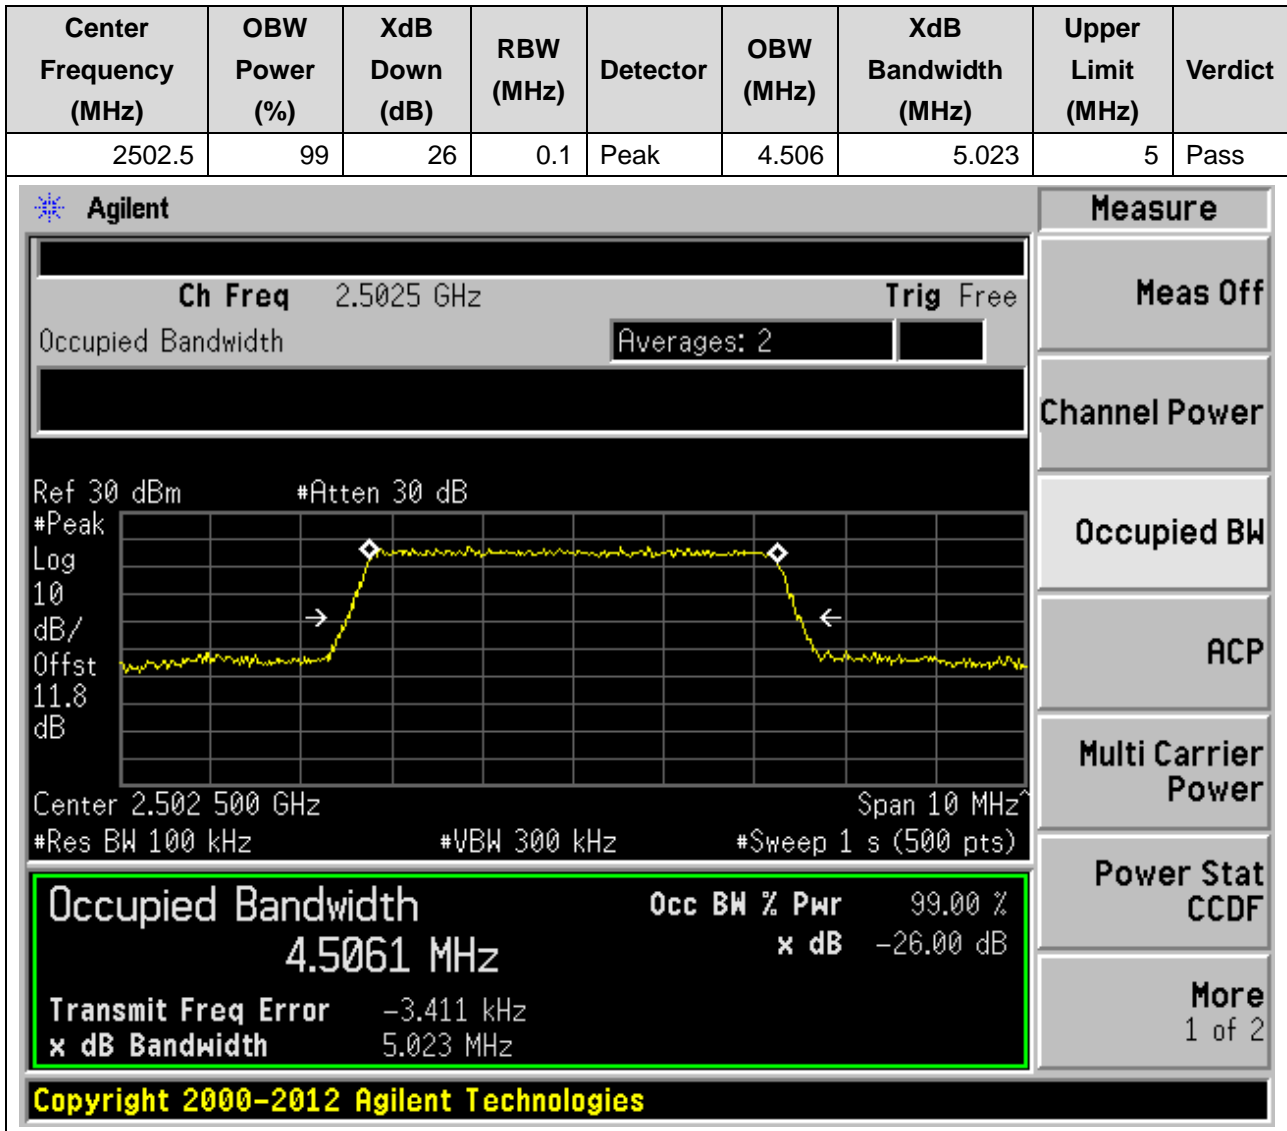 Center Frequency (MHz) OBW Power (%) XdB Down (dB) RBW (MHz) Detector OBW (MHz) XdB Bandwidth (MHz) Upper Limit (MHz) Verdict
2502.5 99 26 0.1 Peak 4.506 5.023 5 Pass
Agilent
Ch Freq 2.5025 GHz Trig Free
Occupied Bandwidth Averages: 2
Ref 30 dBm #Atten 30 dB
#Peak
Log
10
dB/
Offst
11.8
dB
Center 2.502 500 GHz Span 10 MHz^
#Res BW 100 kHz #VBW 300 kHz #Sweep 1 s (500 pts)
Occupied Bandwidth Occ BW % Pwr 99.00 %
4.5061 MHz x dB -26.00 dB
Transmit Freq Error -3.411 kHz
x dB Bandwidth 5.023 MHz
Copyright 2000-2012 Agilent Technologies
Measure
Meas Off
Channel Power
Occupied BW
ACP
Multi Carrier
Power
Power Stat
CCDF
More
1 of 2